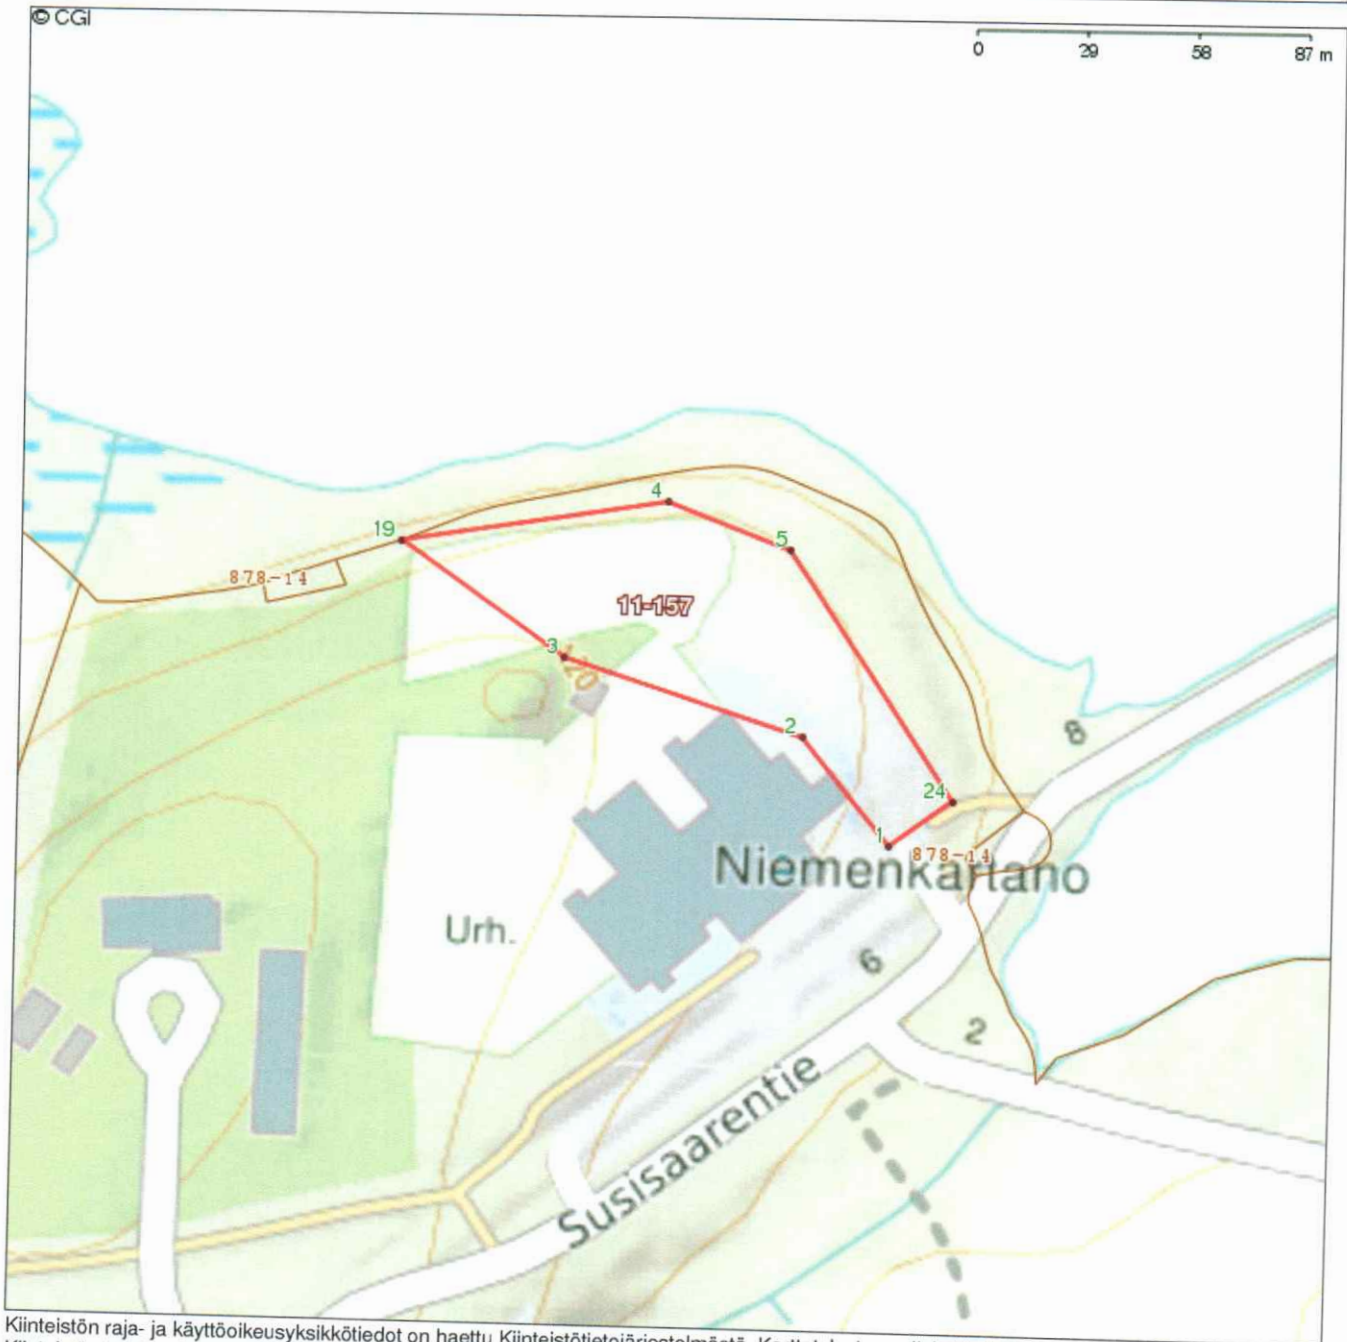 © CGI
0 29 58 87 m
4
19
5
878-14
11-157
3
120
2
8
24
1
878-14
Niemenkartano
Urh.
6
2
Susisaarentie
Kiinteistön raja- ja käyttöoikeusyksikkötiedot on haettu Kiinteistötietojärjestelmästä.